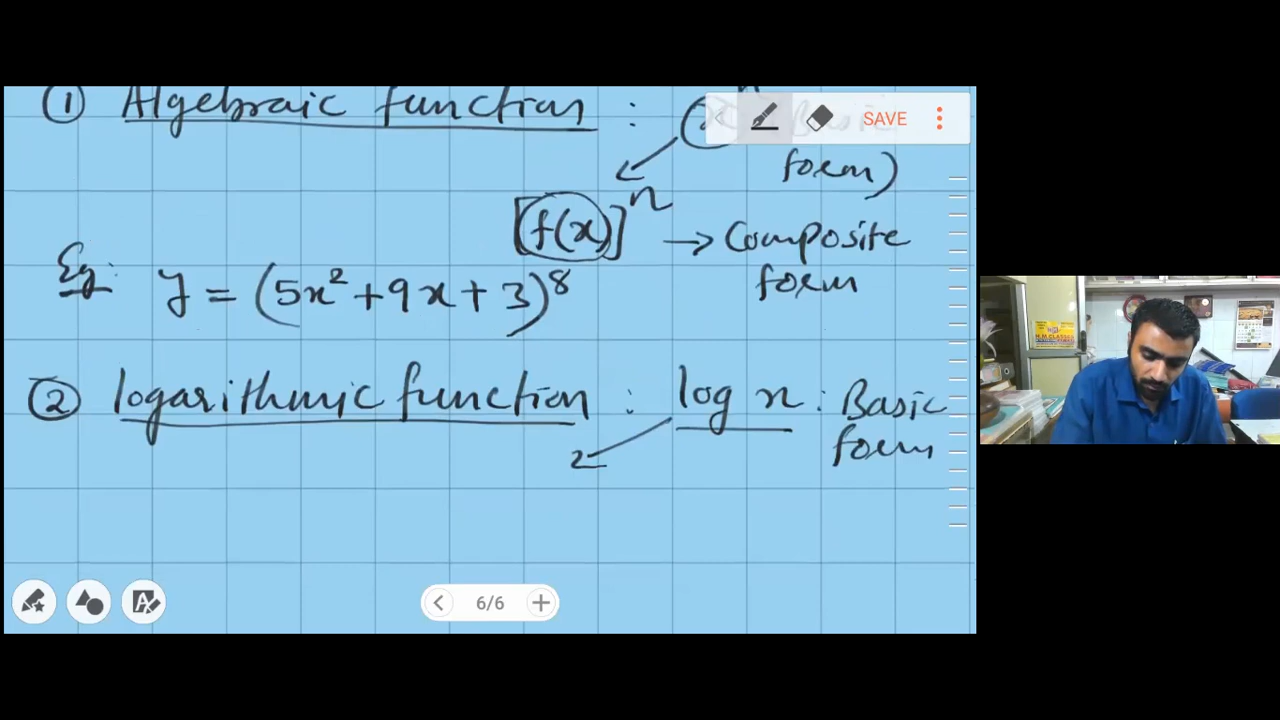 ① Algebraic function :
SAVE
form)
[f(x)]ⁿ → Composite
form
Eg: y = (5x² + 9x + 3)⁸
② logarithmic function : log x : Basic
form
6/6
H.M.CLASSES